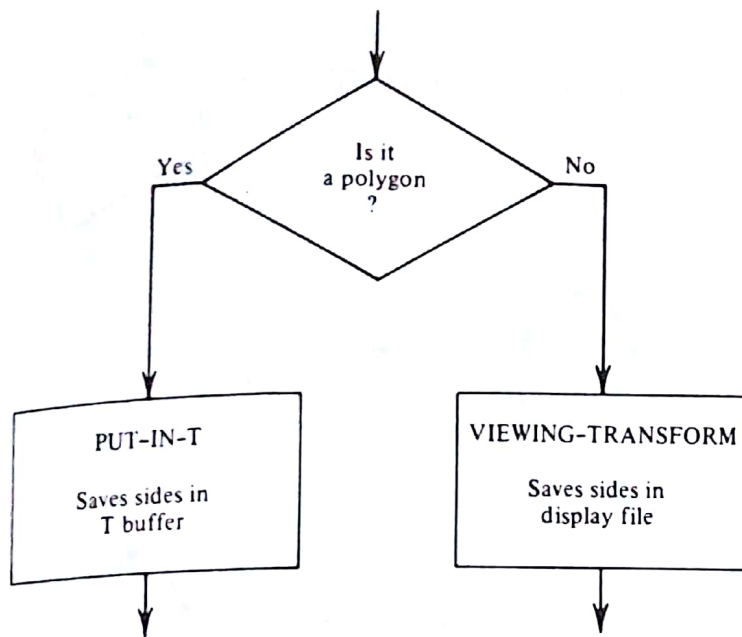 Is it
a polygon
?
Yes
No
PUT-IN-T
Saves sides in
T buffer
VIEWING-TRANSFORM
Saves sides in
display file